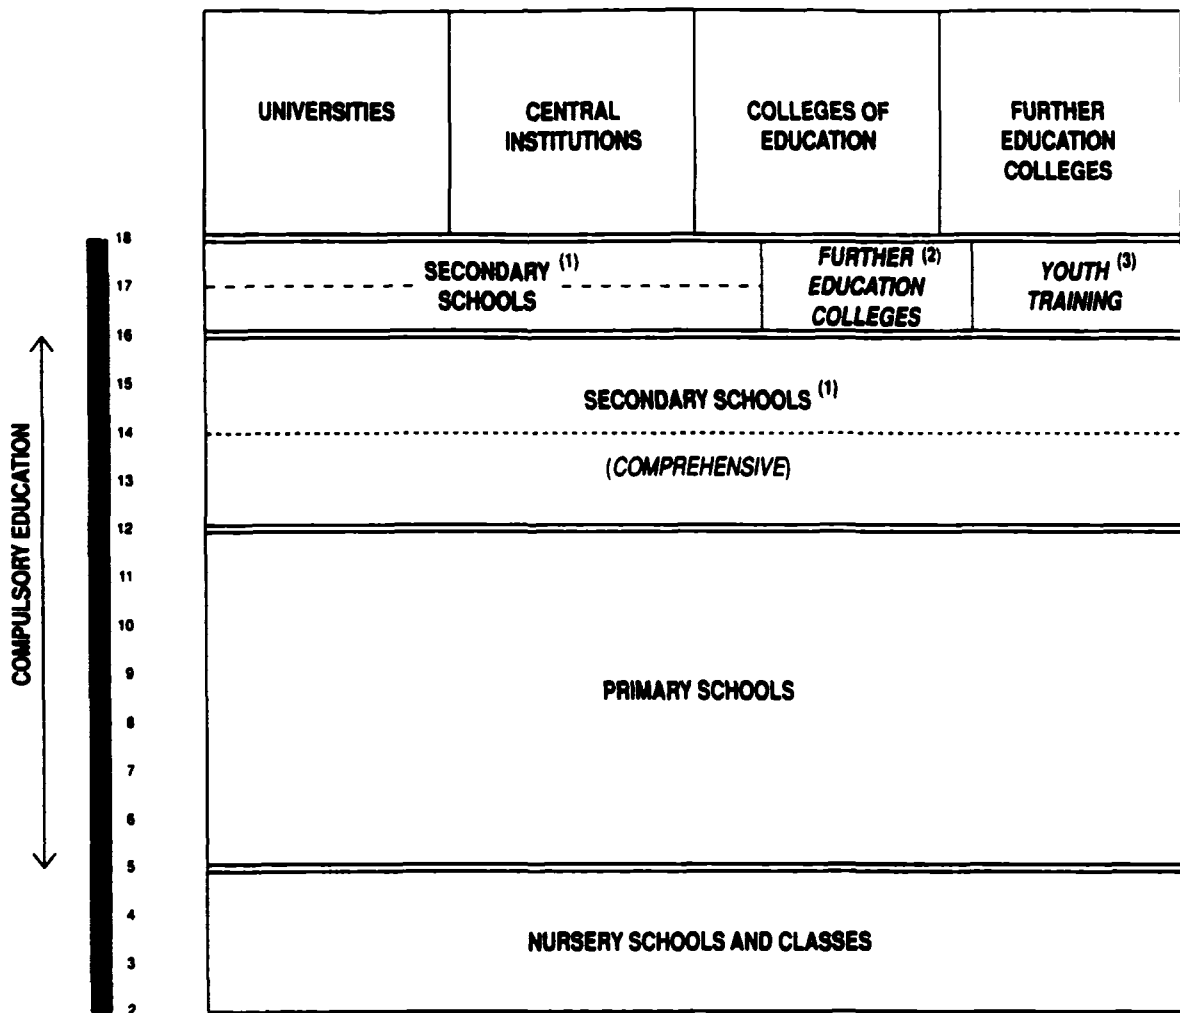 UNIVERSITIES
CENTRAL
INSTITUTIONS
COLLEGES OF
EDUCATION
FURTHER
EDUCATION
COLLEGES
18
SECONDARY (1)
SCHOOLS
FURTHER (2)
EDUCATION
COLLEGES
YOUTH (3)
TRAINING
17
16
COMPULSORY EDUCATION
15
SECONDARY SCHOOLS (1)
14
(COMPREHENSIVE)
13
12
11
10
9
PRIMARY SCHOOLS
8
7
6
5
4
NURSERY SCHOOLS AND CLASSES
3
2